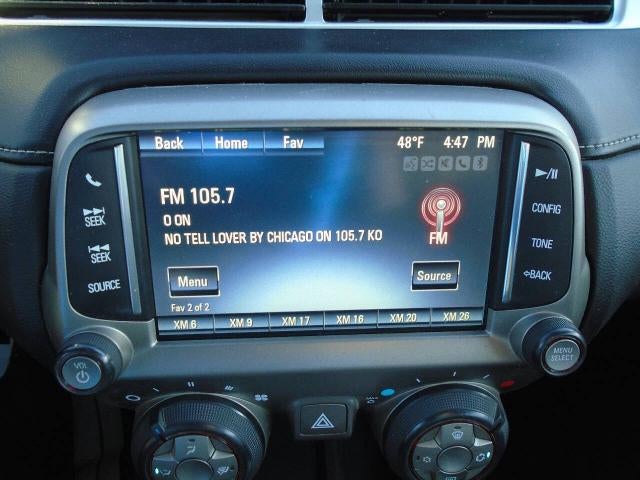 Back Home Fav 48°F 4:47 PM
FM 105.7
O ON
NO TELL LOVER BY CHICAGO ON 105.7 KO
FM
Menu Source
Fav 2 of 2
XM 6 XM 9 XM 17 XM 16 XM 20 XM 26
SEEK
SEEK
SOURCE
CONFIG
TONE
BACK
VOL
MENU
SELECT